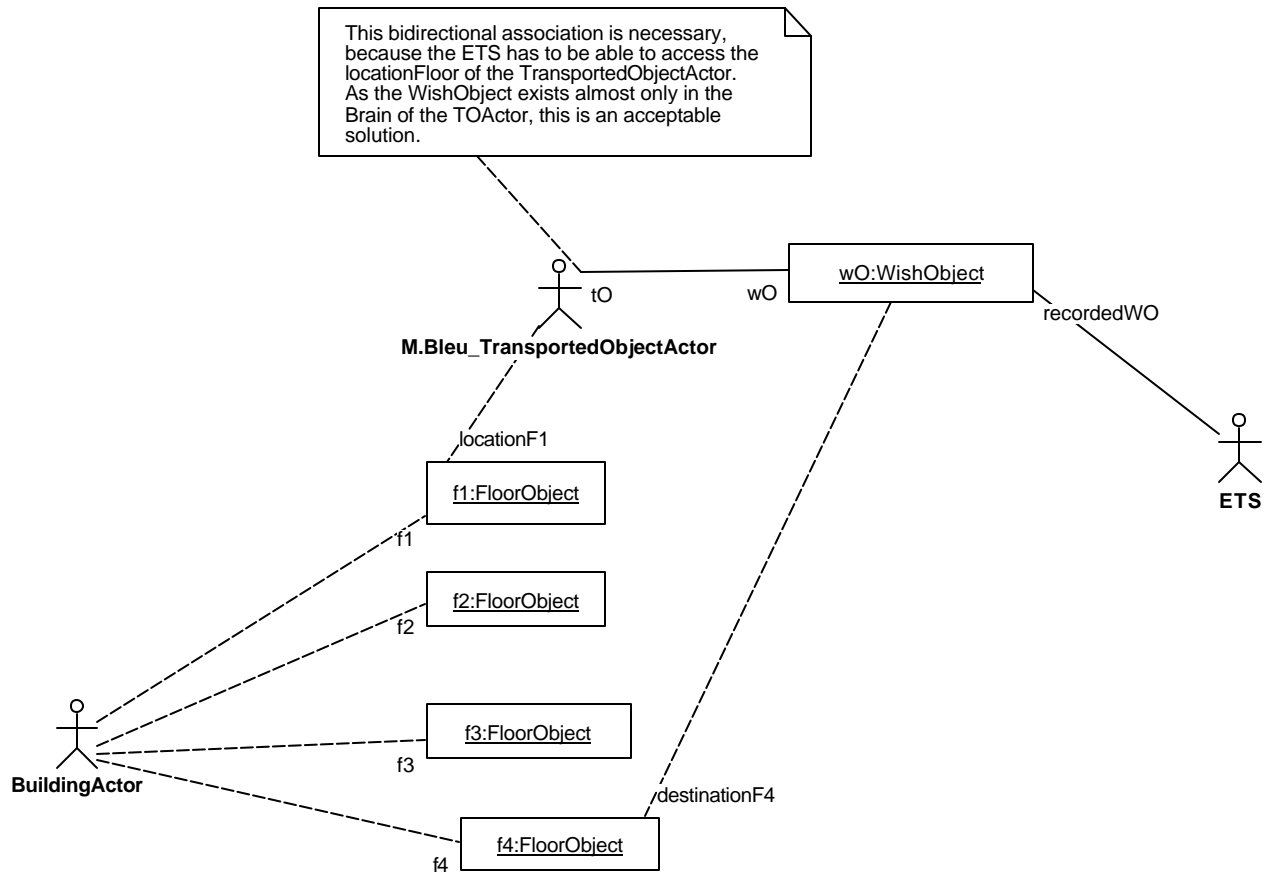 This bidirectional association is necessary,
because the ETS has to be able to access the
locationFloor of the TransportedObjectActor.
As the WishObject exists almost only in the
Brain of the TOActor, this is an acceptable
solution.
wO:WishObject
tO
wO
recordedWO
M.Bleu_TransportedObjectActor
locationF1
f1:FloorObject
ETS
f1
f2:FloorObject
f2
f3:FloorObject
f3
BuildingActor
destinationF4
f4:FloorObject
f4